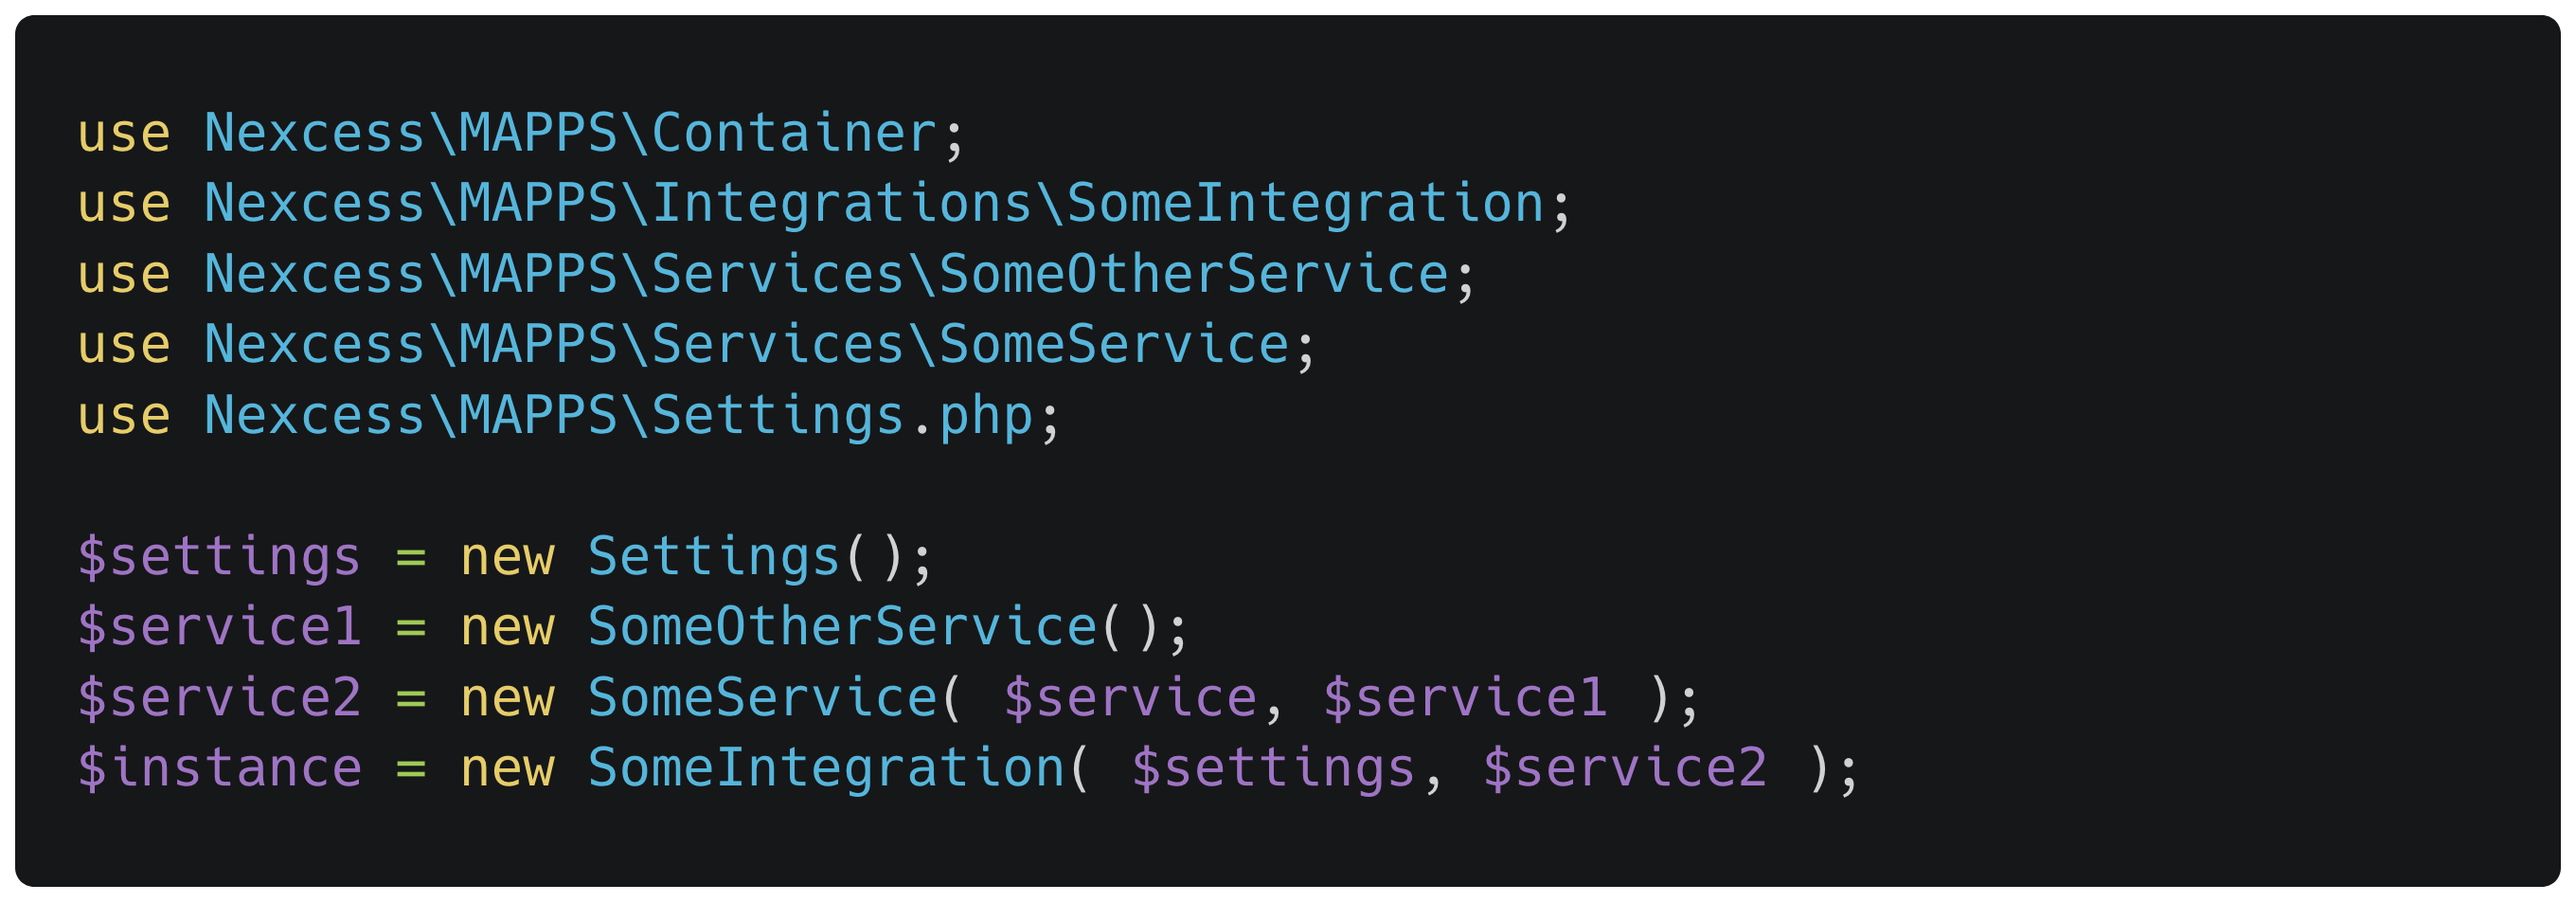 use Nexcess\MAPPS\Container;
use Nexcess\MAPPS\Integrations\SomeIntegration;
use Nexcess\MAPPS\Services\SomeOtherService;
use Nexcess\MAPPS\Services\SomeService;
use Nexcess\MAPPS\Settings.php;

$settings = new Settings();
$service1 = new SomeOtherService();
$service2 = new SomeService( $service, $service1 );
$instance = new SomeIntegration( $settings, $service2 );